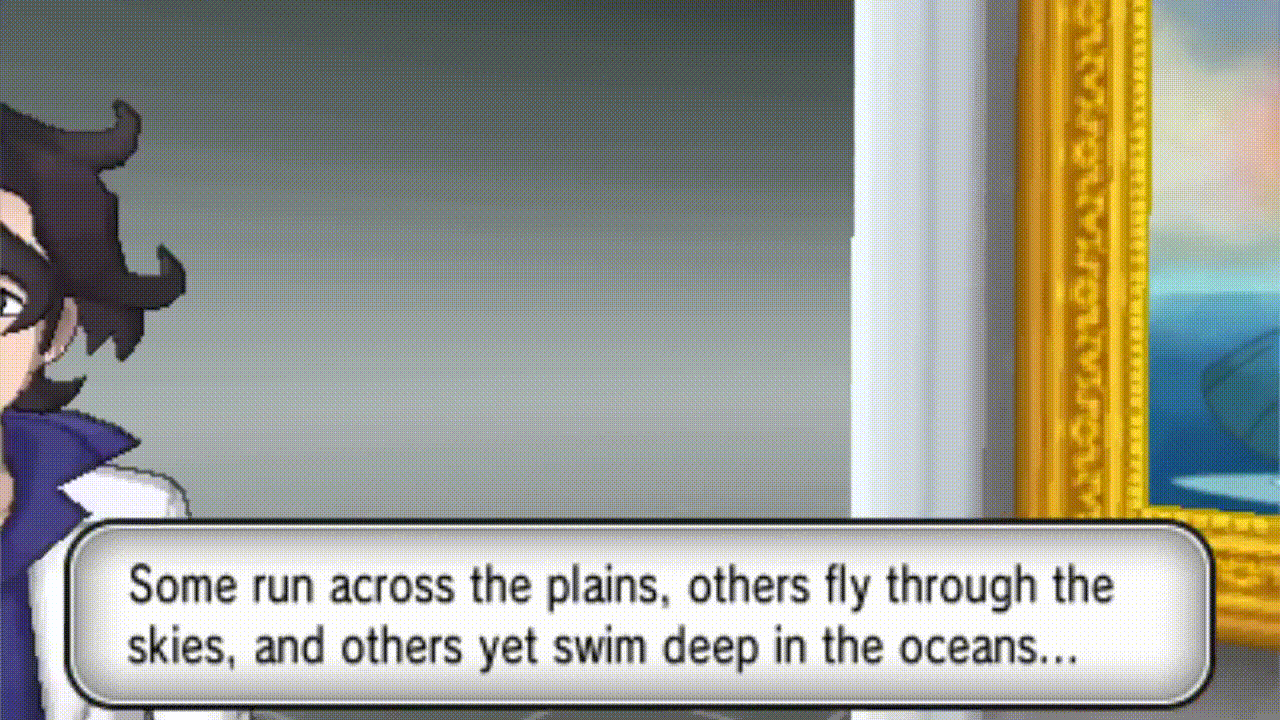 Some run across the plains, others fly through the
skies, and others yet swim deep in the oceans...